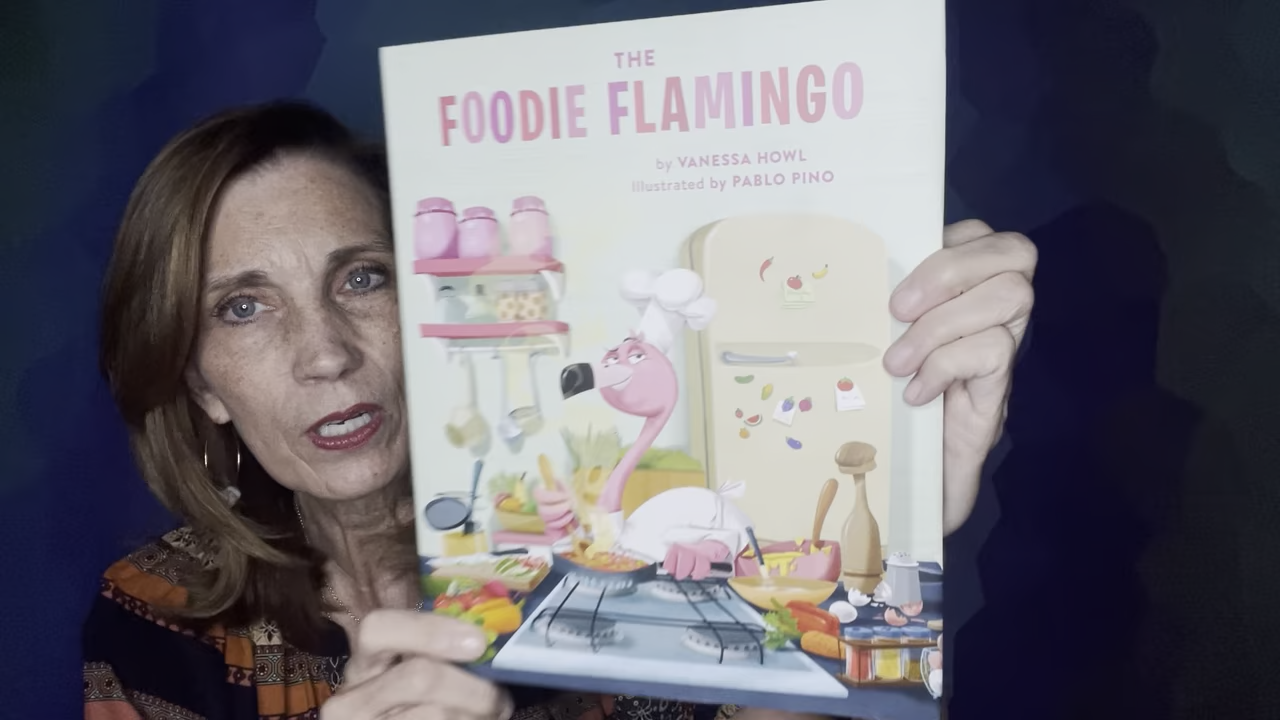 THE
FOODIE FLAMINGO
by VANESSA HOWL
Illustrated by PABLO PINO